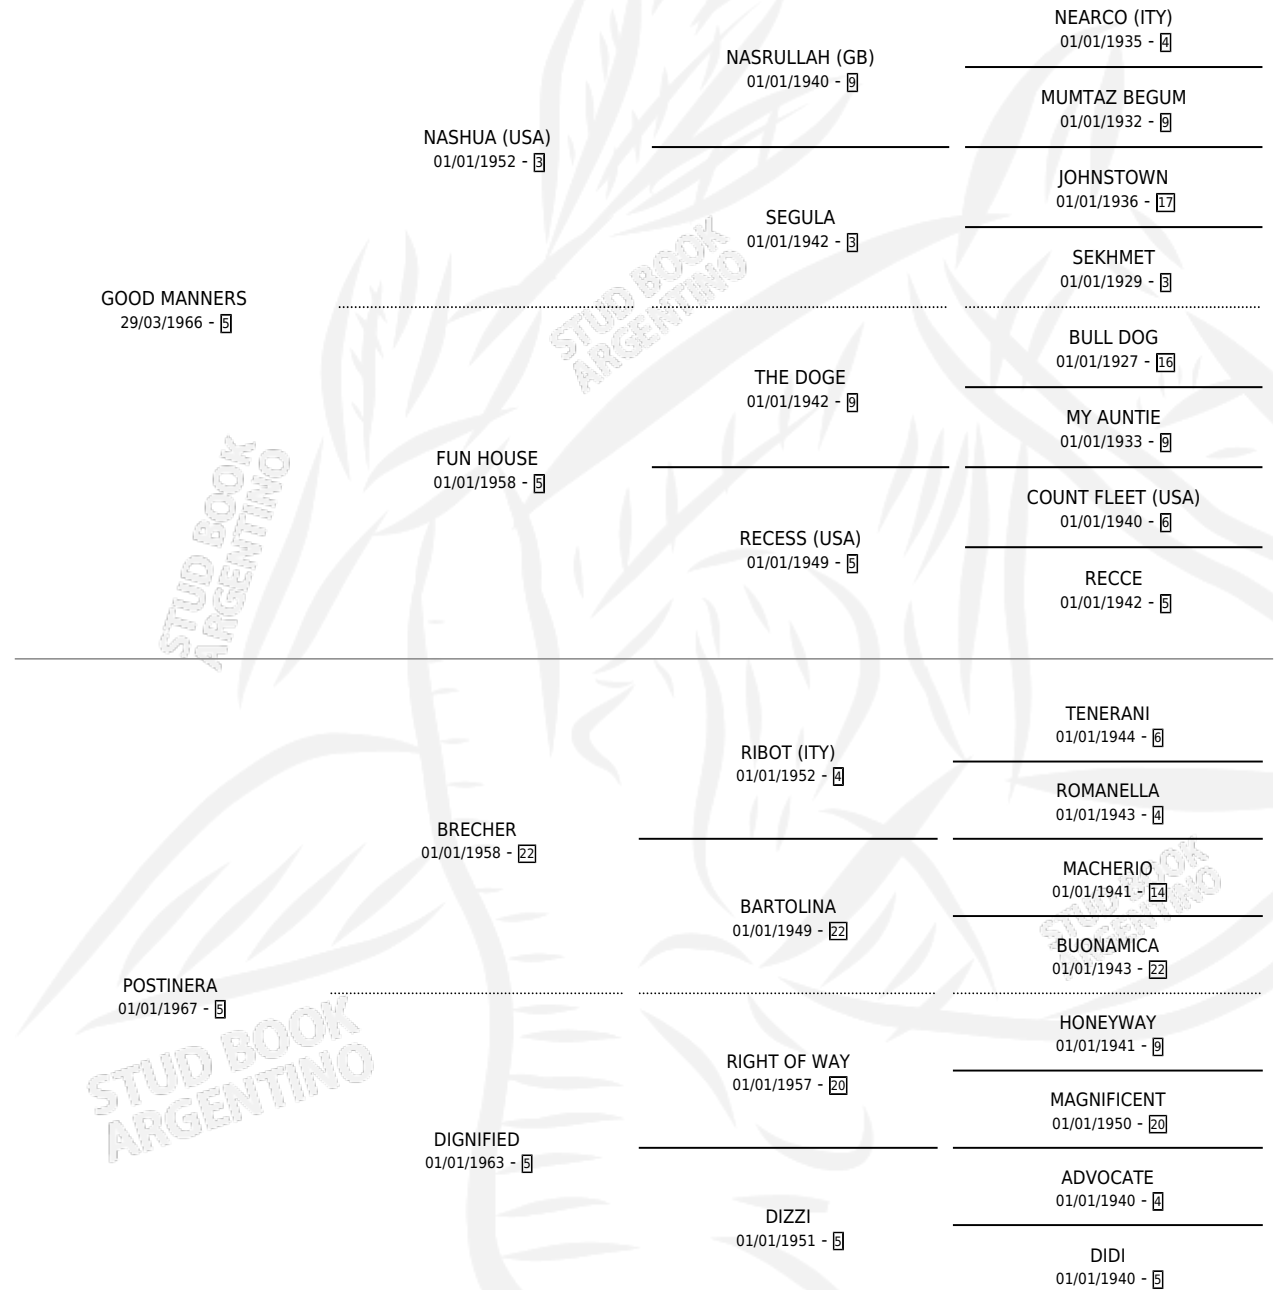 NEARCO (ITY)
01/01/1935 - 4
NASRULLAH (GB)
01/01/1940 - 9
MUMTAZ BEGUM
01/01/1932 - 9
NASHUA (USA)
01/01/1952 - 3
JOHNSTOWN
01/01/1936 - 17
SEGULA
01/01/1942 - 3
SEKHMET
01/01/1929 - 3
GOOD MANNERS
29/03/1966 - 5
BULL DOG
01/01/1927 - 16
THE DOGE
01/01/1942 - 9
MY AUNTIE
01/01/1933 - 9
FUN HOUSE
01/01/1958 - 5
COUNT FLEET (USA)
01/01/1940 - 6
RECESS (USA)
01/01/1949 - 5
RECCE
01/01/1942 - 5
STUD BOOK
ARGENTINO
STUD BOOK
ARGENTINO
TENERANI
01/01/1944 - 6
RIBOT (ITY)
01/01/1952 - 4
ROMANELLA
01/01/1943 - 4
BRECHER
01/01/1958 - 22
MACHERIO
01/01/1941 - 14
BARTOLINA
01/01/1949 - 22
BUONAMICA
01/01/1943 - 22
POSTINERA
01/01/1967 - 5
HONEYWAY
01/01/1941 - 9
RIGHT OF WAY
01/01/1957 - 20
MAGNIFICENT
01/01/1950 - 20
DIGNIFIED
01/01/1963 - 5
ADVOCATE
01/01/1940 - 4
DIZZI
01/01/1951 - 5
DIDI
01/01/1940 - 5
STUD BOOK
ARGENTINO
STUD BOOK
ARGENTINO